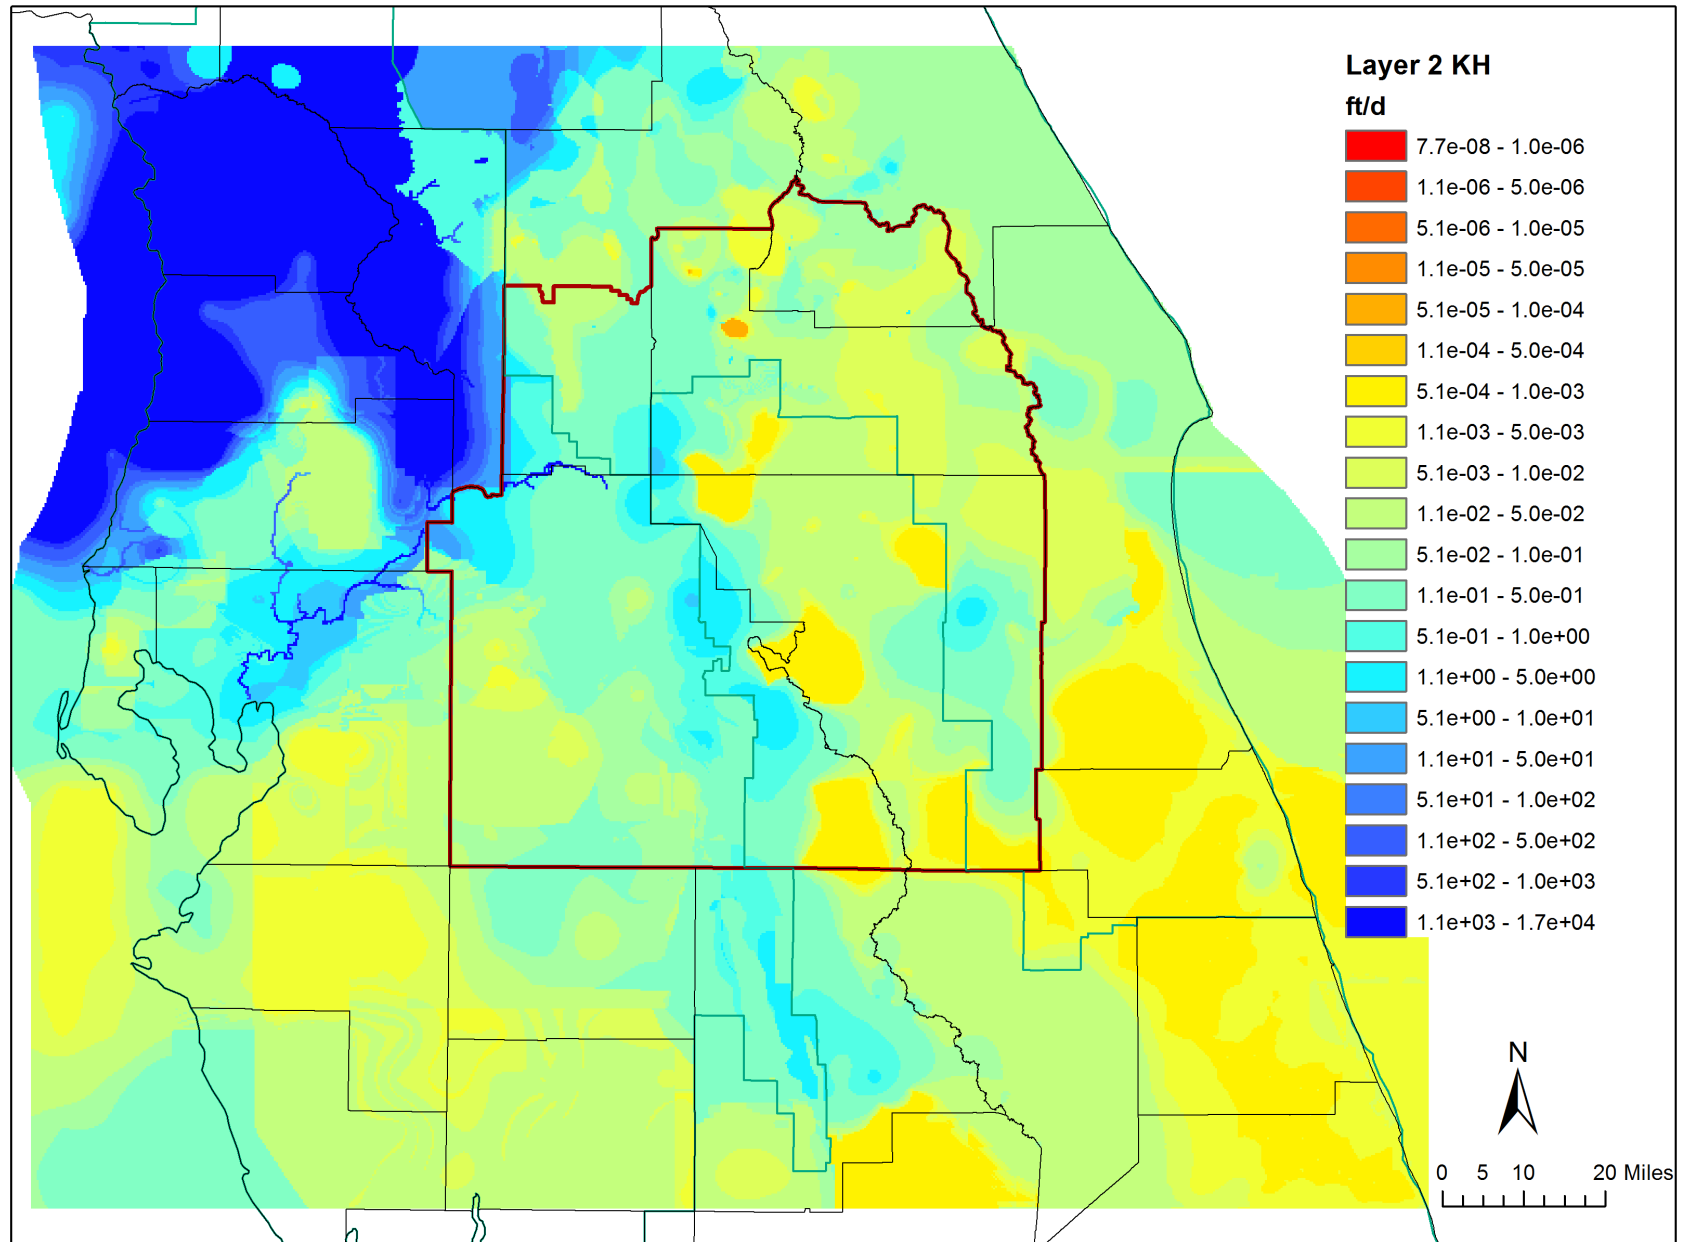 Layer 2 KH
ft/d
7.7e-08 - 1.0e-06
1.1e-06 - 5.0e-06
5.1e-06 - 1.0e-05
1.1e-05 - 5.0e-05
5.1e-05 - 1.0e-04
1.1e-04 - 5.0e-04
5.1e-04 - 1.0e-03
1.1e-03 - 5.0e-03
5.1e-03 - 1.0e-02
1.1e-02 - 5.0e-02
5.1e-02 - 1.0e-01
1.1e-01 - 5.0e-01
5.1e-01 - 1.0e+00
1.1e+00 - 5.0e+00
5.1e+00 - 1.0e+01
1.1e+01 - 5.0e+01
5.1e+01 - 1.0e+02
1.1e+02 - 5.0e+02
5.1e+02 - 1.0e+03
1.1e+03 - 1.7e+04
N
0 5 10 20 Miles